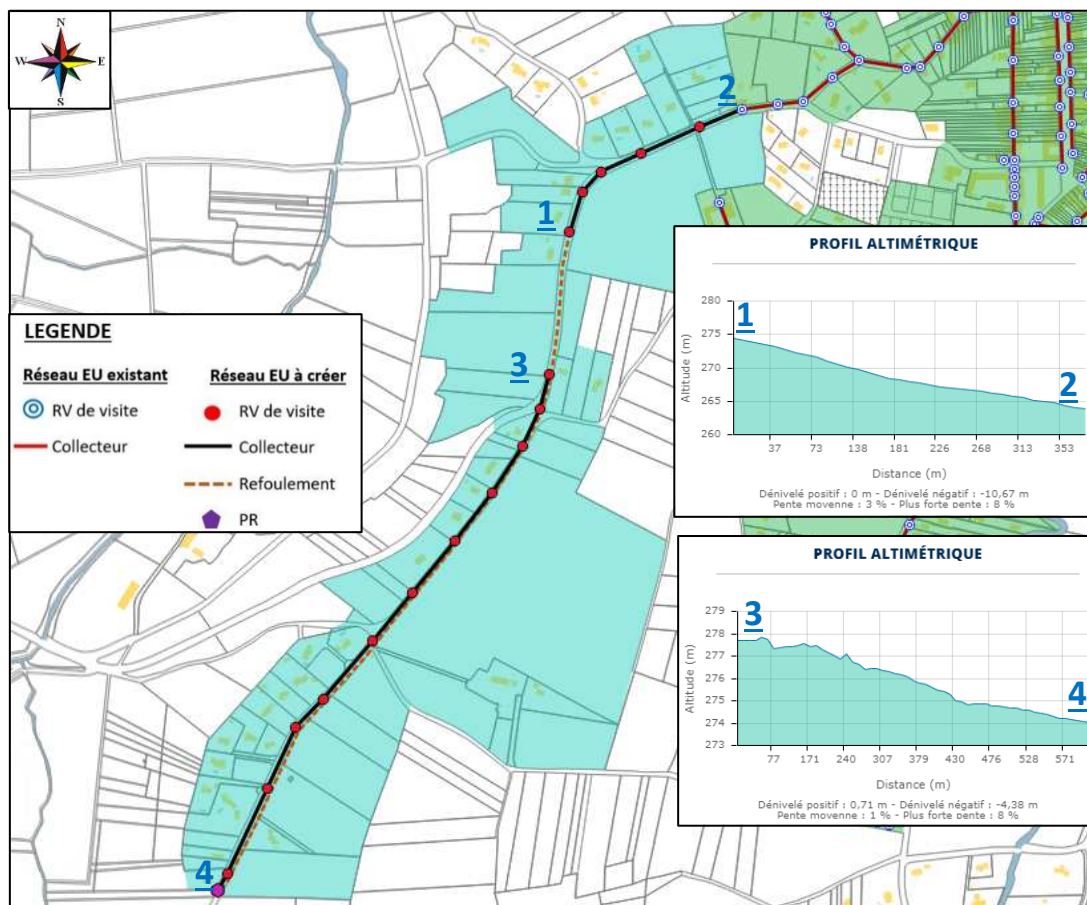 N
W E
S
2
1
3
4
LEGENDE
Réseau EU existant
Réseau EU à créer
RV de visite
RV de visite
Collecteur
Collecteur
Refoulement
PR
PROFIL ALTIMÉTRIQUE
Altitude (m)
280
275
270
265
260
1
2
37 73 138 181 226 268 313 353
Distance (m)
Dénivelé positif : 0 m - Dénivelé négatif : -10,67 m
Pente moyenne : 3 % - Plus forte pente : 8 %
PROFIL ALTIMÉTRIQUE
Altitude (m)
279
278
277
276
275
274
273
3
4
77 171 240 307 379 430 476 528 571
Distance (m)
Dénivelé positif : 0,71 m - Dénivelé négatif : -4,38 m
Pente moyenne : 1 % - Plus forte pente : 8 %